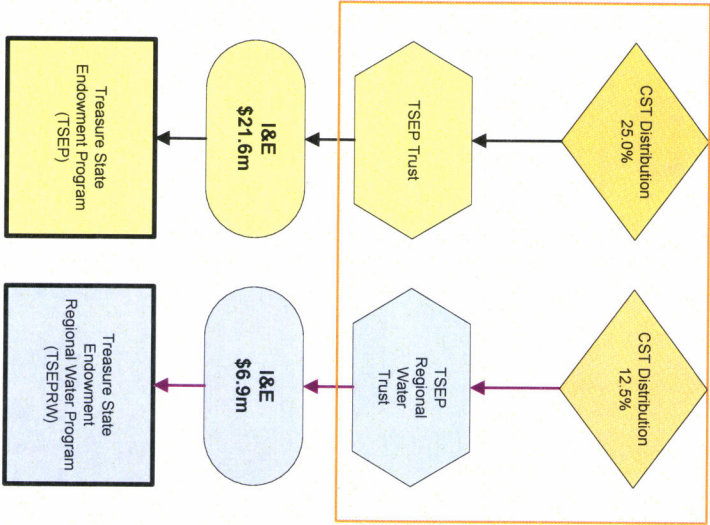 CST Distribution
25.0%
TSEP Trust
I&E
$21.6m
Treasure State
Endowment Program
(TSEP)
CST Distribution
12.5%
TSEP
Regional
Water
Trust
I&E
$6.9m
Treasure State
Endowment
Regional Water Program
(TSEPRW)